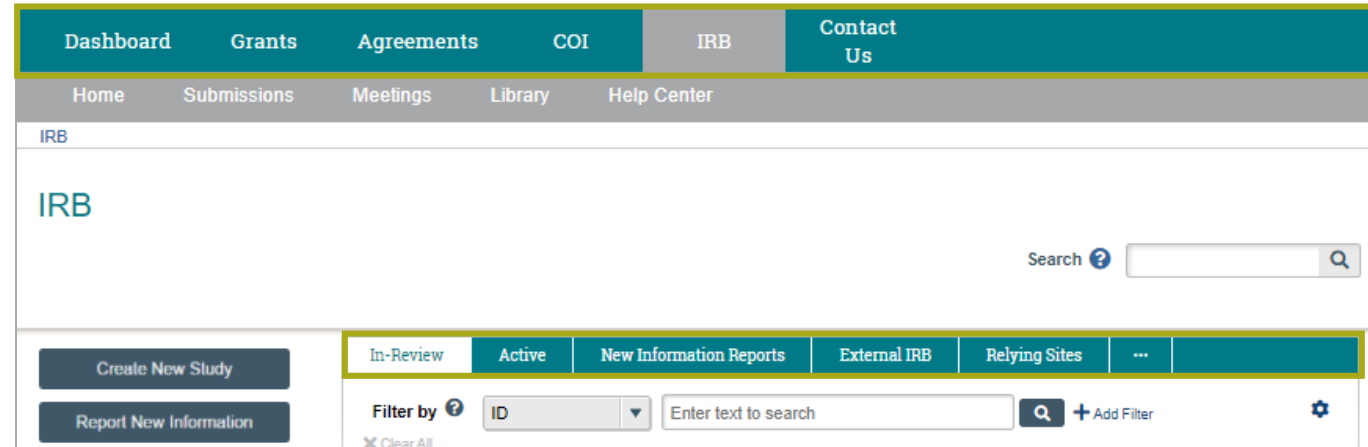 Dashboard Grants Agreements COI IRB Contact Us
Home Submissions Meetings Library Help Center
IRB
IRB
Search
Create New Study
Report New Information
In-Review Active New Information Reports External IRB Relying Sites ...
Filter by ID Enter text to search Add Filter
Clear All